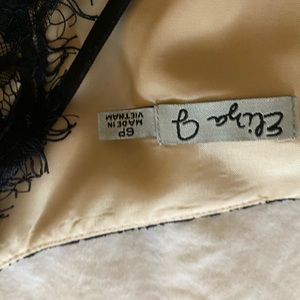 Eliza J
6P
MADE IN
VIETNAM